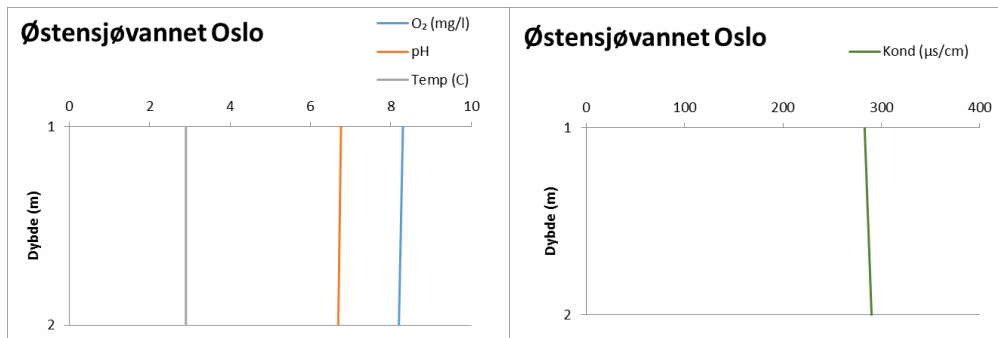 Østensjøvannet Oslo
O₂ (mg/l)
pH
Temp (C)
0 2 4 6 8 10
1
Dybde (m)
2
Østensjøvannet Oslo
Kond (µs/cm)
0 100 200 300 400
1
Dybde (m)
2